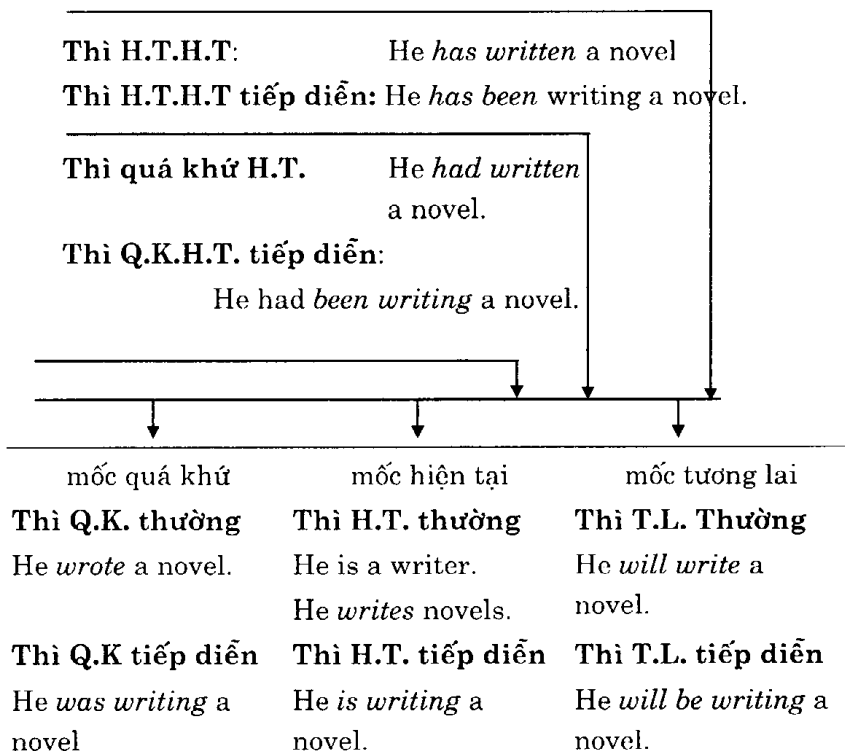 Thì H.T.H.T: He has written a novel
Thì H.T.H.T tiếp diễn: He has been writing a novel.
Thì quá khứ H.T. He had written
a novel.
Thì Q.K.H.T. tiếp diễn:
He had been writing a novel.
mốc quá khứ mốc hiện tại mốc tương lai
Thì Q.K. thường Thì H.T. thường Thì T.L. Thường
He wrote a novel. He is a writer. He will write a
He writes novels. novel.
Thì Q.K tiếp diễn Thì H.T. tiếp diễn Thì T.L. tiếp diễn
He was writing a He is writing a He will be writing a
novel novel. novel.